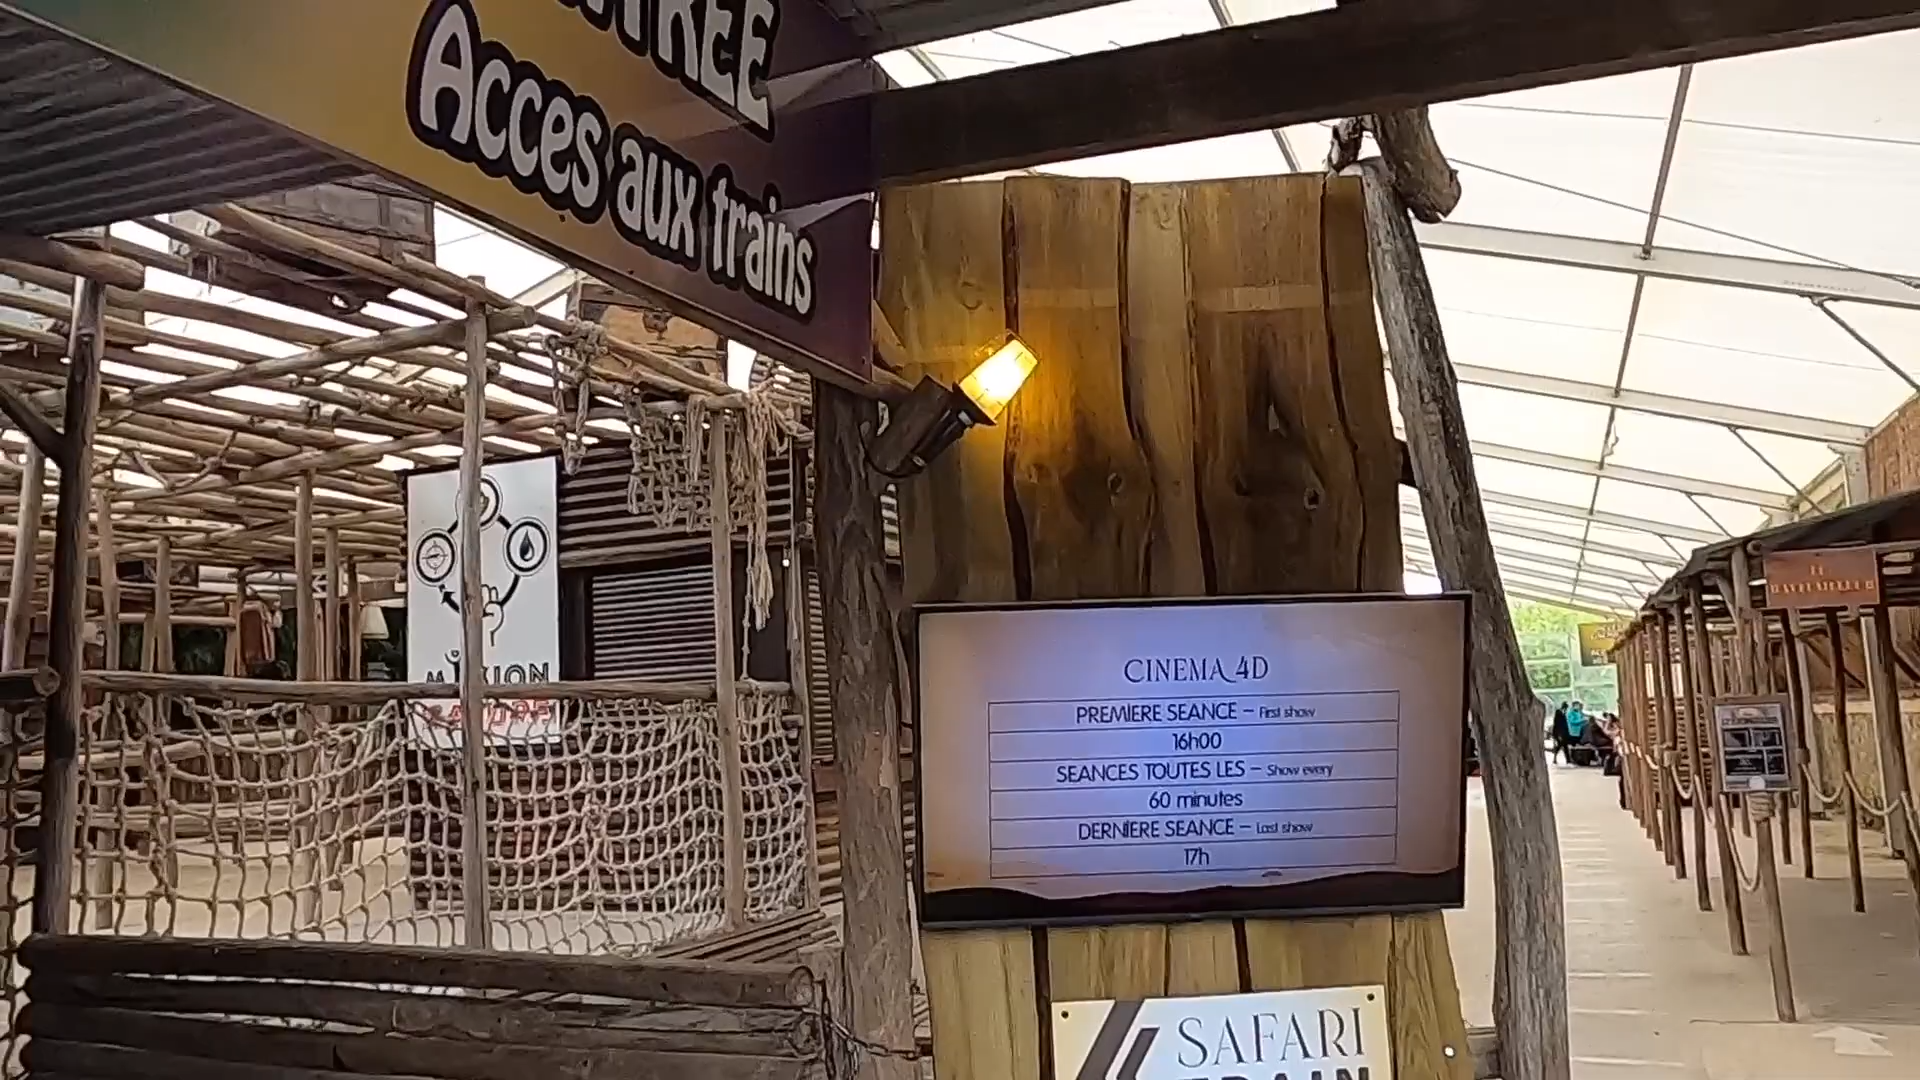 Acces aux trains
CINEMA 4D
PREMIERE SEANCE – First show
16h00
SEANCES TOUTES LES – Show every
60 minutes
DERNIERE SEANCE – Last show
17h
SAFARI
TRAIN